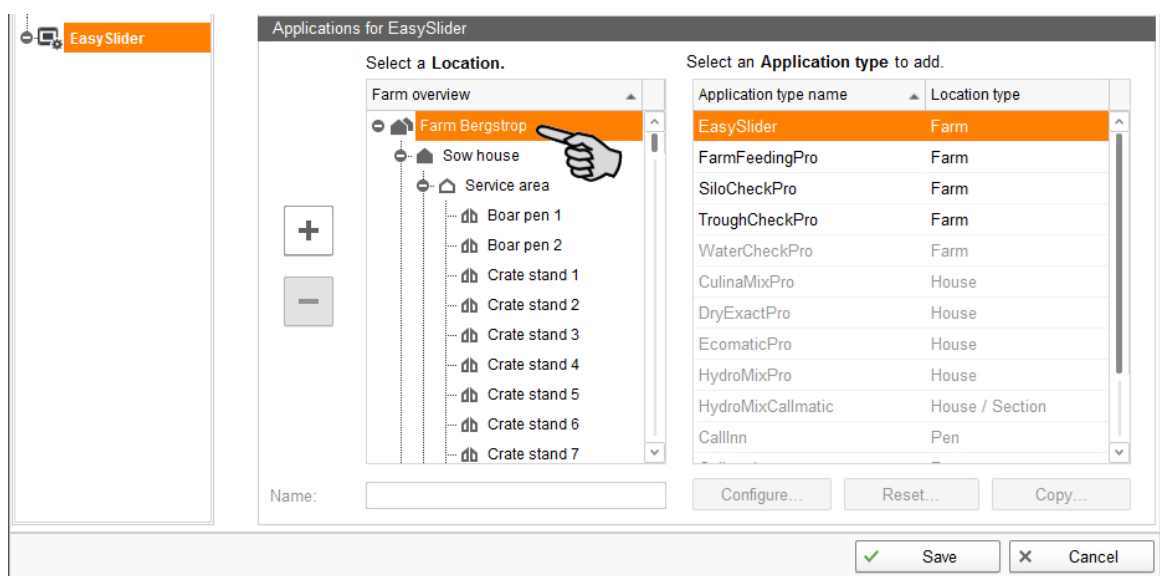 EasySlider
Applications for EasySlider
Select a Location.
Farm overview
Farm Bergstrop
Sow house
Service area
Boar pen 1
Boar pen 2
Crate stand 1
Crate stand 2
Crate stand 3
Crate stand 4
Crate stand 5
Crate stand 6
Crate stand 7
Name:
Select an Application type to add.
Application type name Location type
EasySlider Farm
FarmFeedingPro Farm
SiloCheckPro Farm
TroughCheckPro Farm
WaterCheckPro Farm
CulinaMixPro House
DryExactPro House
EcomaticPro House
HydroMixPro House
HydroMixCallmatic House / Section
CallInn Pen
Configure... Reset... Copy...
Save Cancel